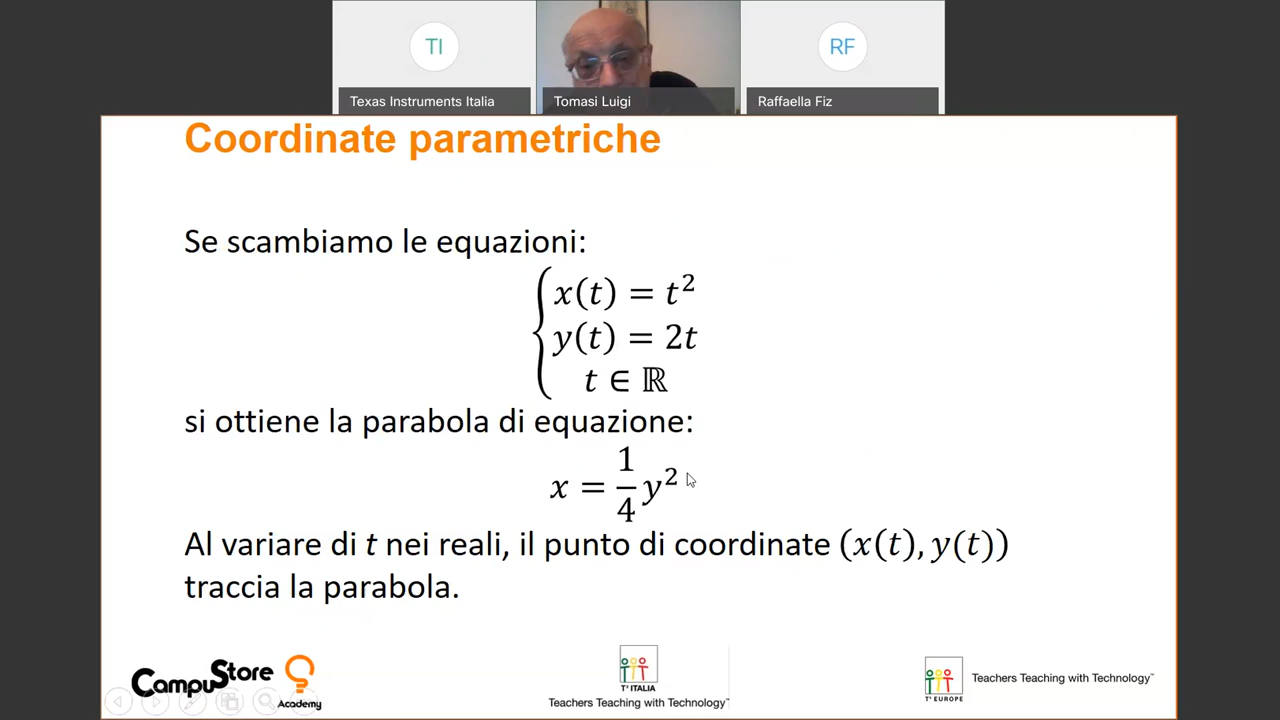 TI
RF
Texas Instruments Italia
Tomasi Luigi
Raffaella Fiz
Coordinate parametriche
Se scambiamo le equazioni:
x(t) = t²
y(t) = 2t
t ∈ ℝ
si ottiene la parabola di equazione:
x = 1/4 y²
Al variare di t nei reali, il punto di coordinate (x(t), y(t))
traccia la parabola.
CampuStore
Academy
T³ ITALIA
Teachers Teaching with Technology™
T³ EUROPE
Teachers Teaching with Technology™